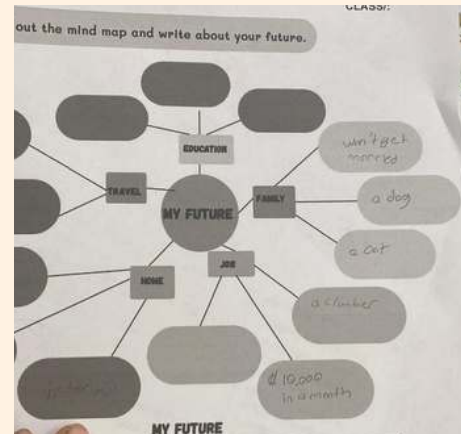 CLASS/:
out the mind map and write about your future.
EDUCATION
won't get
married
TRAVEL
FAMILY
a dog
MY FUTURE
a cat
HOME
JOB
a climber
$ 10,000
in a month
MY FUTURE